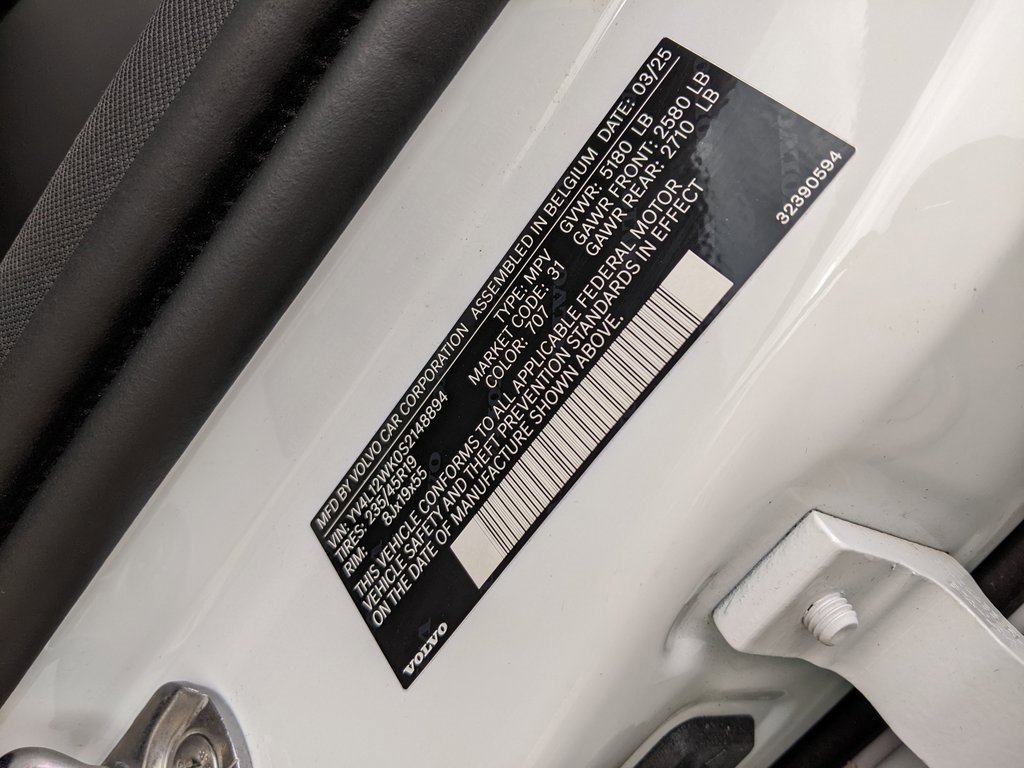 MFD BY VOLVO CAR CORPORATION ASSEMBLED IN BELGIUM DATE: 03/25
VIN: YV4L12WK0S2148894 TYPE: MPV GVWR: 5180 LB
TIRES: 235/45R19 MARKET CODE: 31 GAWR FRONT: 2580 LB
RIM: 8Jx19x55 COLOR: 707 GAWR REAR: 2710 LB
THIS VEHICLE CONFORMS TO ALL APPLICABLE FEDERAL MOTOR
VEHICLE SAFETY AND THEFT PREVENTION STANDARDS IN EFFECT
ON THE DATE OF MANUFACTURE SHOWN ABOVE.
VOLVO
32390594